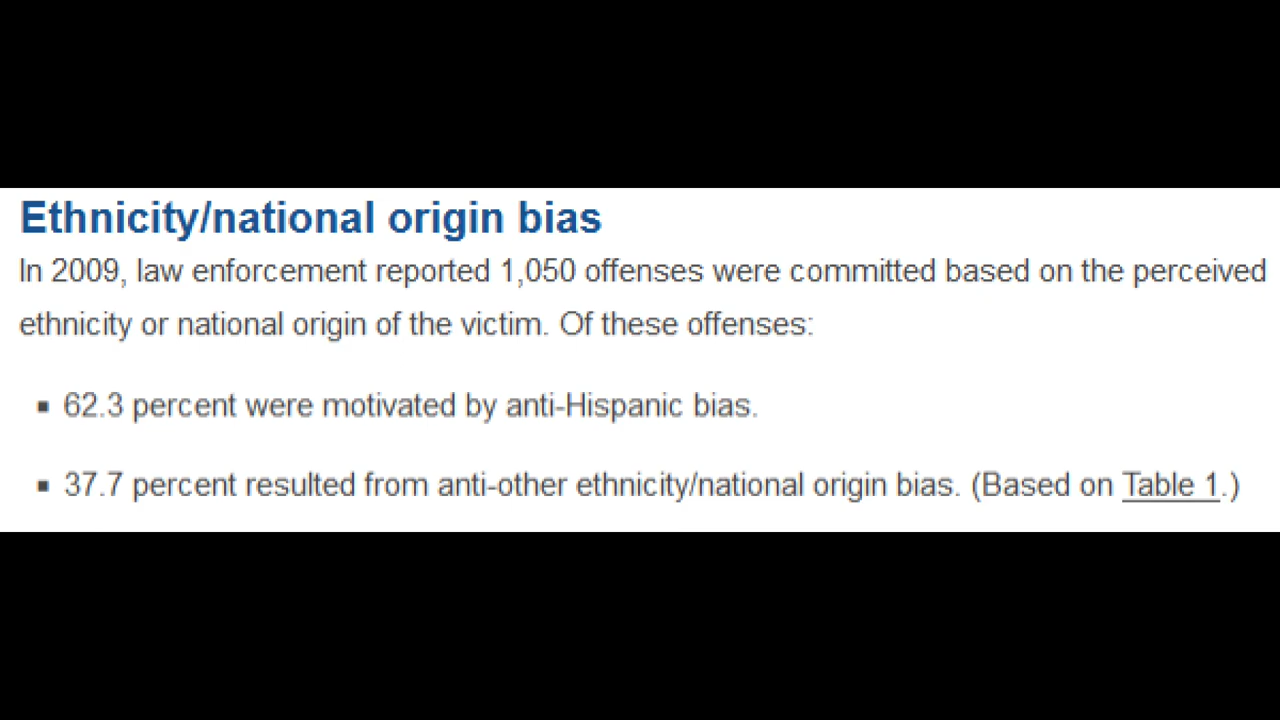 Ethnicity/national origin bias
In 2009, law enforcement reported 1,050 offenses were committed based on the perceived
ethnicity or national origin of the victim. Of these offenses:
▪ 62.3 percent were motivated by anti-Hispanic bias.
▪ 37.7 percent resulted from anti-other ethnicity/national origin bias. (Based on Table 1.)